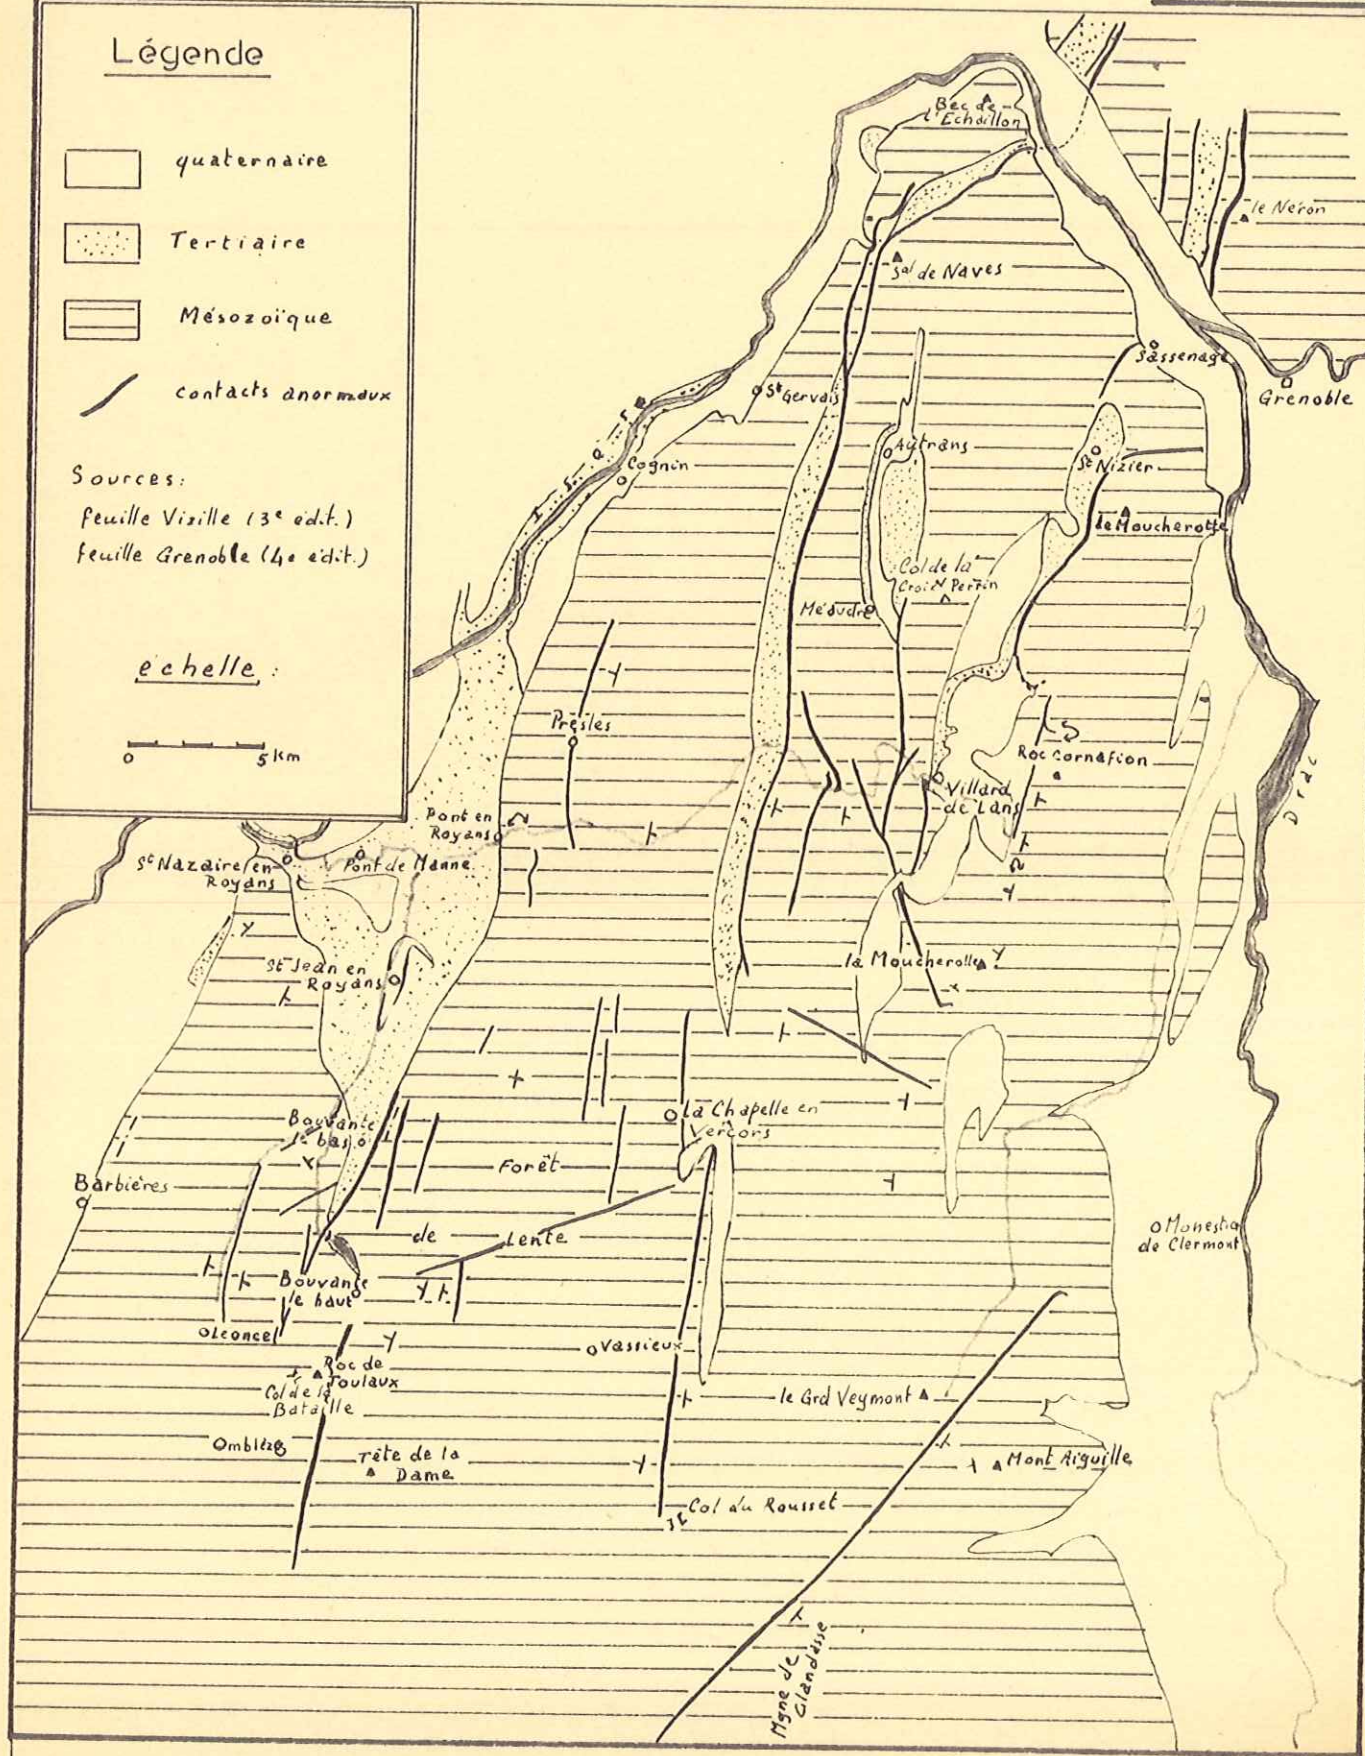 Légende
quaternaire
Tertiaire
Mésozoïque
contacts anormaux
Sources:
feuille Vizille (3e édit.)
feuille Grenoble (4e édit.)
échelle :
0 5 Km
Bec de
l'Echaillon
le Néron
Sal de Naves
Sassenage
Grenoble
St Gervais
Autrans
St Nizier
Cognin
Isère
le Moucherotte
Col de la
Croix Perrin
Méaudre
Presles
Roc Cornafion
Drac
Villard
de Lans
Pont en
Royans
St Nazaire en
Royans
Pont de Manne
St Jean en
Royans
la Moucherolle
La Chapelle en
Vercors
Bouvante
le bas
Forêt
de
Lente
Barbières
Monestier
de Clermont
Bouvante
le haut
Léoncel
Vassieux
Roc de
Toulaux
Col de la
Bataille
le Grd Veymont
Omblèze
Tête de la
Dame
Mont Aiguille
Col du Rousset
Mgne de
Glandasse